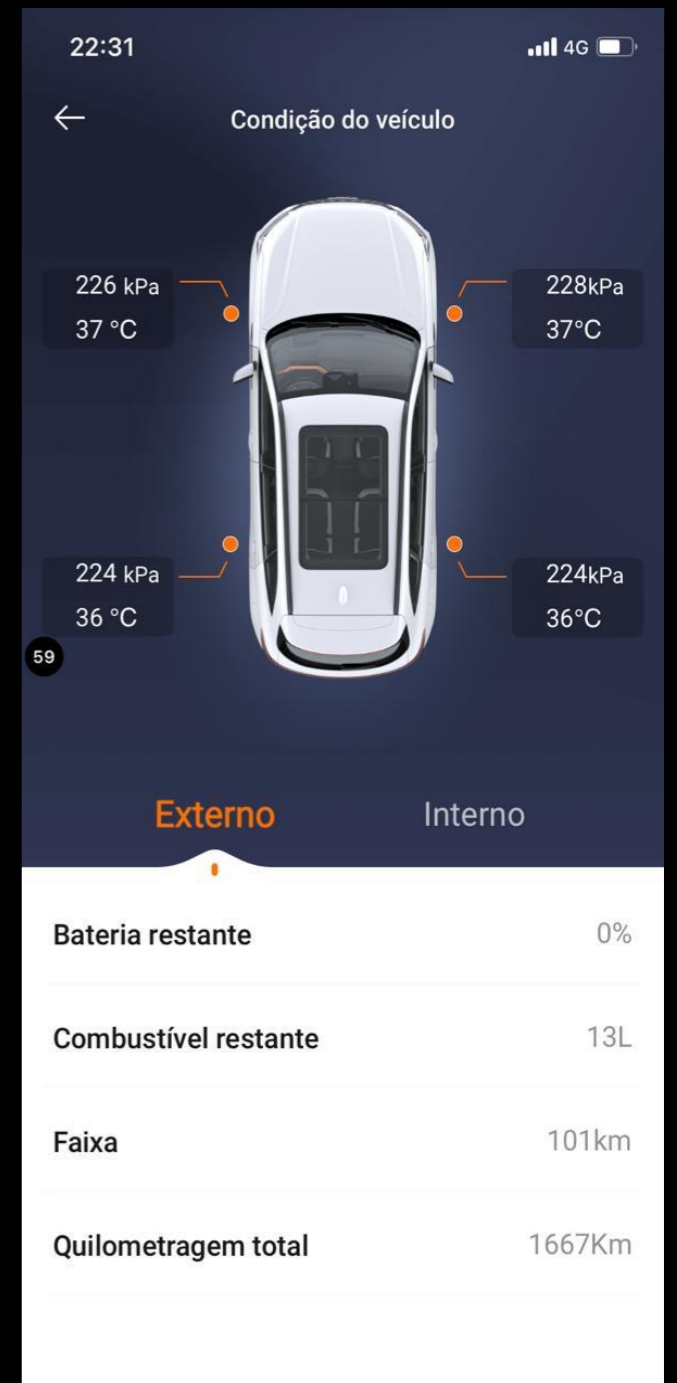 22:31 4G
Condição do veículo
226 kPa 228kPa
37 °C 37°C
224 kPa 224kPa
36 °C 36°C
59
Externo Interno
Bateria restante 0%
Combustível restante 13L
Faixa 101km
Quilometragem total 1667Km